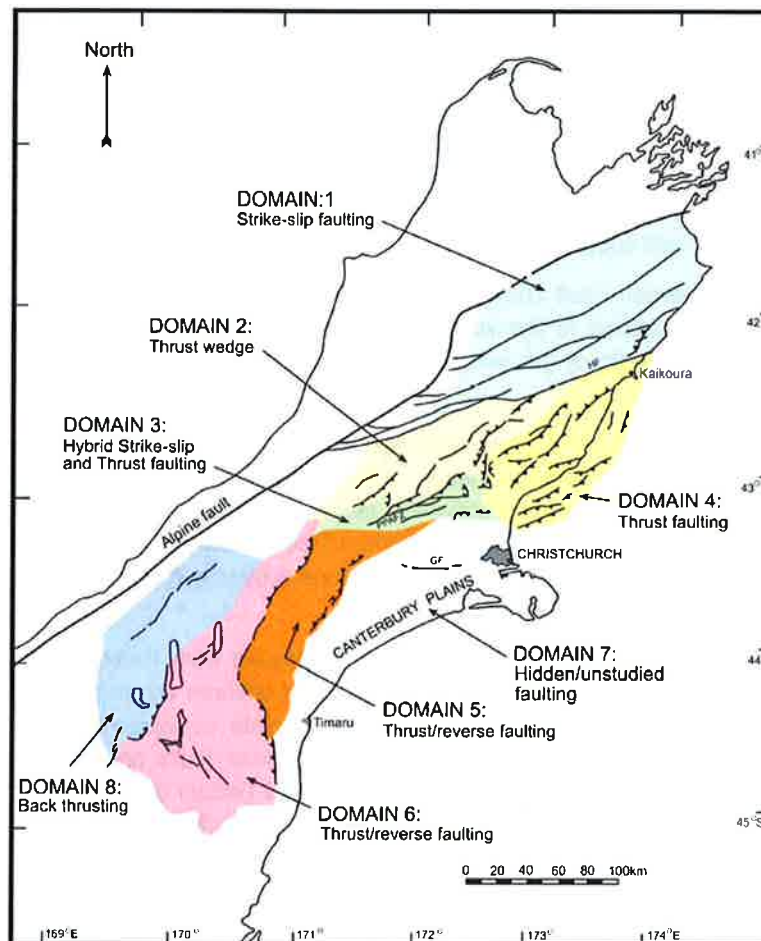 North
41°
DOMAIN:1
Strike-slip faulting
42°
DOMAIN 2:
Thrust wedge
HF
Kaikoura
DOMAIN 3:
Hybrid Strike-slip
and Thrust faulting
43°
DOMAIN 4:
Thrust faulting
Alpine fault
PPAFZ
CHRISTCHURCH
GF
CANTERBURY PLAINS
44°
DOMAIN 7:
Hidden/unstudied
faulting
DOMAIN 5:
Thrust/reverse faulting
Timaru
DOMAIN 8:
Back thrusting
DOMAIN 6:
Thrust/reverse faulting
45°S
0 20 40 60 80 100km
169°E 170° 171° 172° 173° 174°E